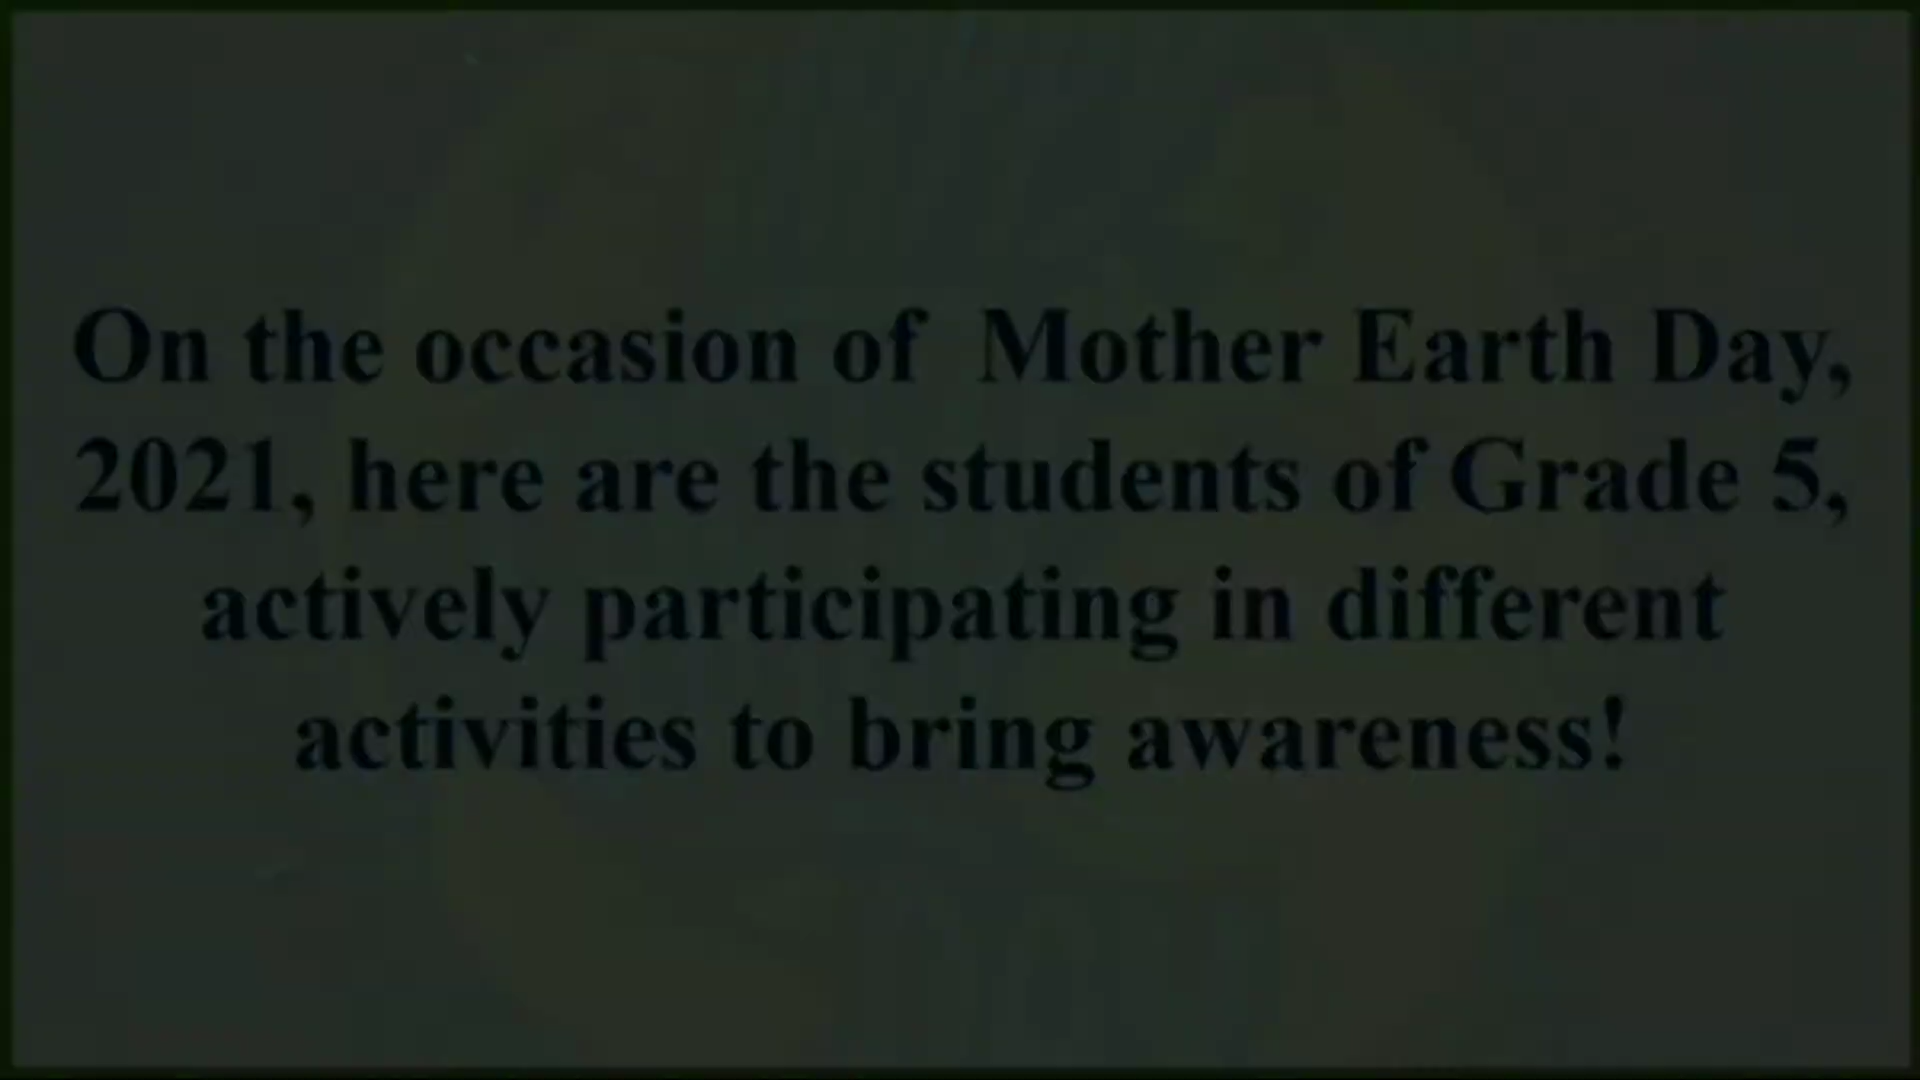 On the occasion of Mother Earth Day,
2021, here are the students of Grade 5,
actively participating in different
activities to bring awareness!